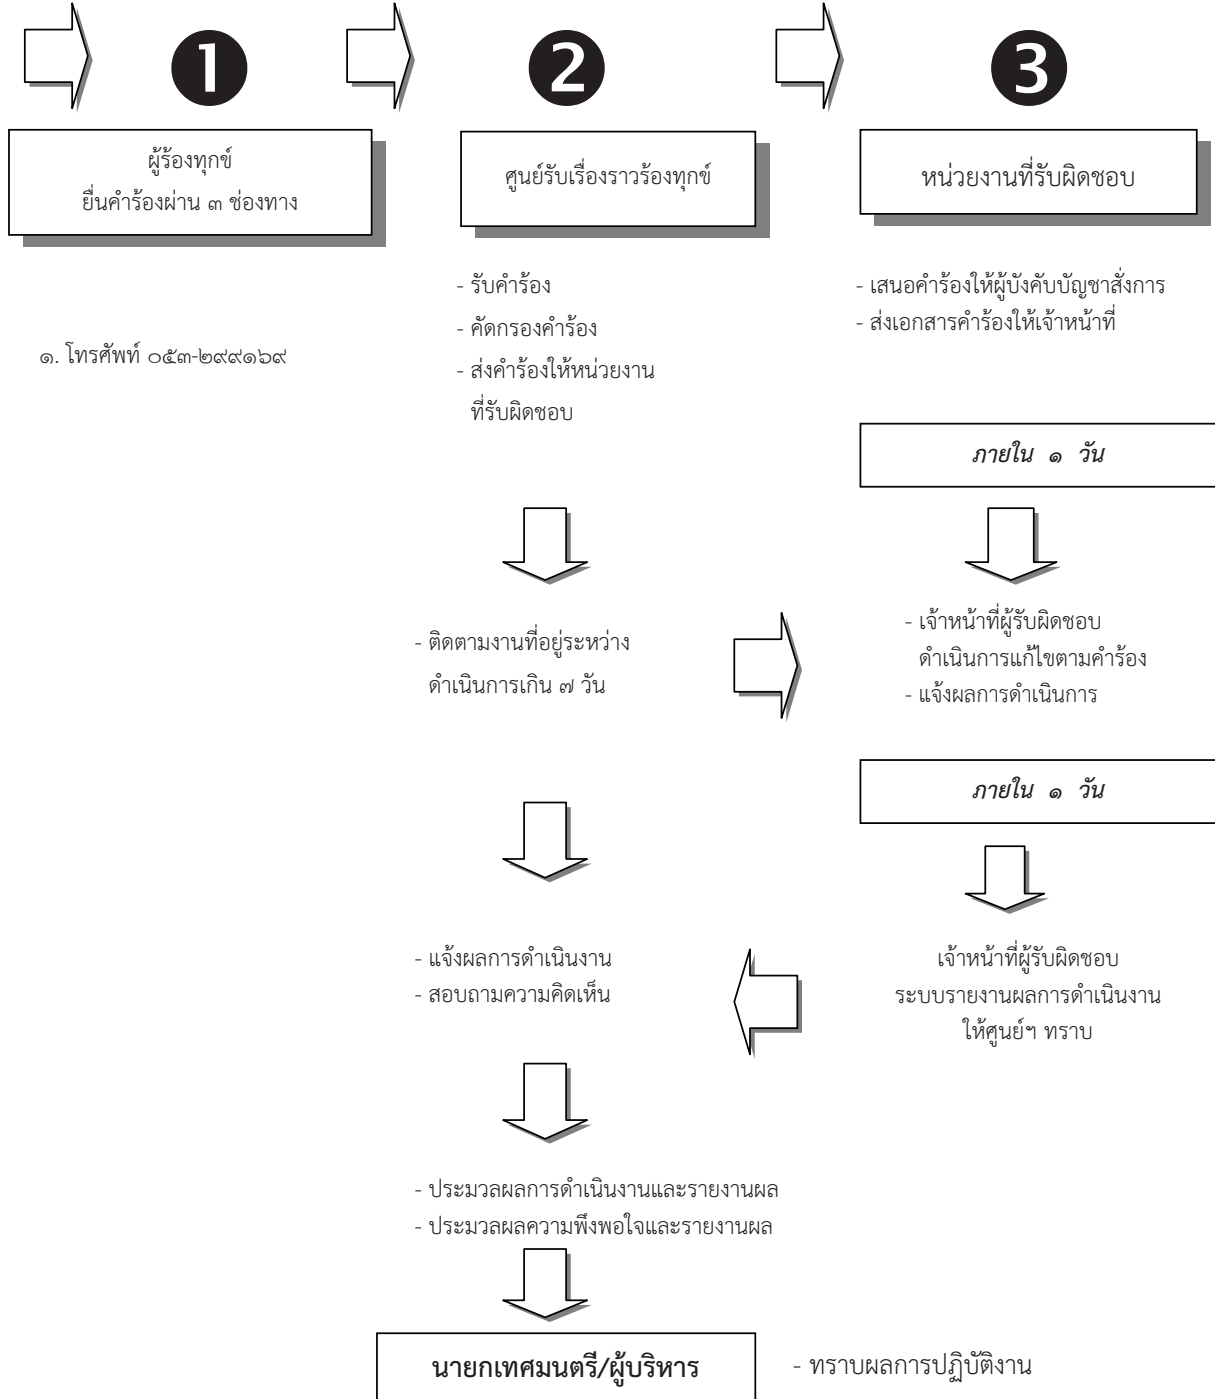 1
2
3
ผู้ร้องทุกข์
ยื่นคำร้องผ่าน ๓ ช่องทาง
ศูนย์รับเรื่องราวร้องทุกข์
หน่วยงานที่รับผิดชอบ
๑. โทรศัพท์ ๐๕๓-๒๙๙๑๖๙
- รับคำร้อง
- คัดกรองคำร้อง
- ส่งคำร้องให้หน่วยงาน
ที่รับผิดชอบ
- เสนอคำร้องให้ผู้บังคับบัญชาสั่งการ
- ส่งเอกสารคำร้องให้เจ้าหน้าที่
ภายใน ๑ วัน
- ติดตามงานที่อยู่ระหว่าง
ดำเนินการเกิน ๗ วัน
- เจ้าหน้าที่ผู้รับผิดชอบ
ดำเนินการแก้ไขตามคำร้อง
- แจ้งผลการดำเนินการ
ภายใน ๑ วัน
- แจ้งผลการดำเนินงาน
- สอบถามความคิดเห็น
เจ้าหน้าที่ผู้รับผิดชอบ
ระบบรายงานผลการดำเนินงาน
ให้ศูนย์ฯ ทราบ
- ประมวลผลการดำเนินงานและรายงานผล
- ประมวลผลความพึงพอใจและรายงานผล
นายกเทศมนตรี/ผู้บริหาร
- ทราบผลการปฏิบัติงาน